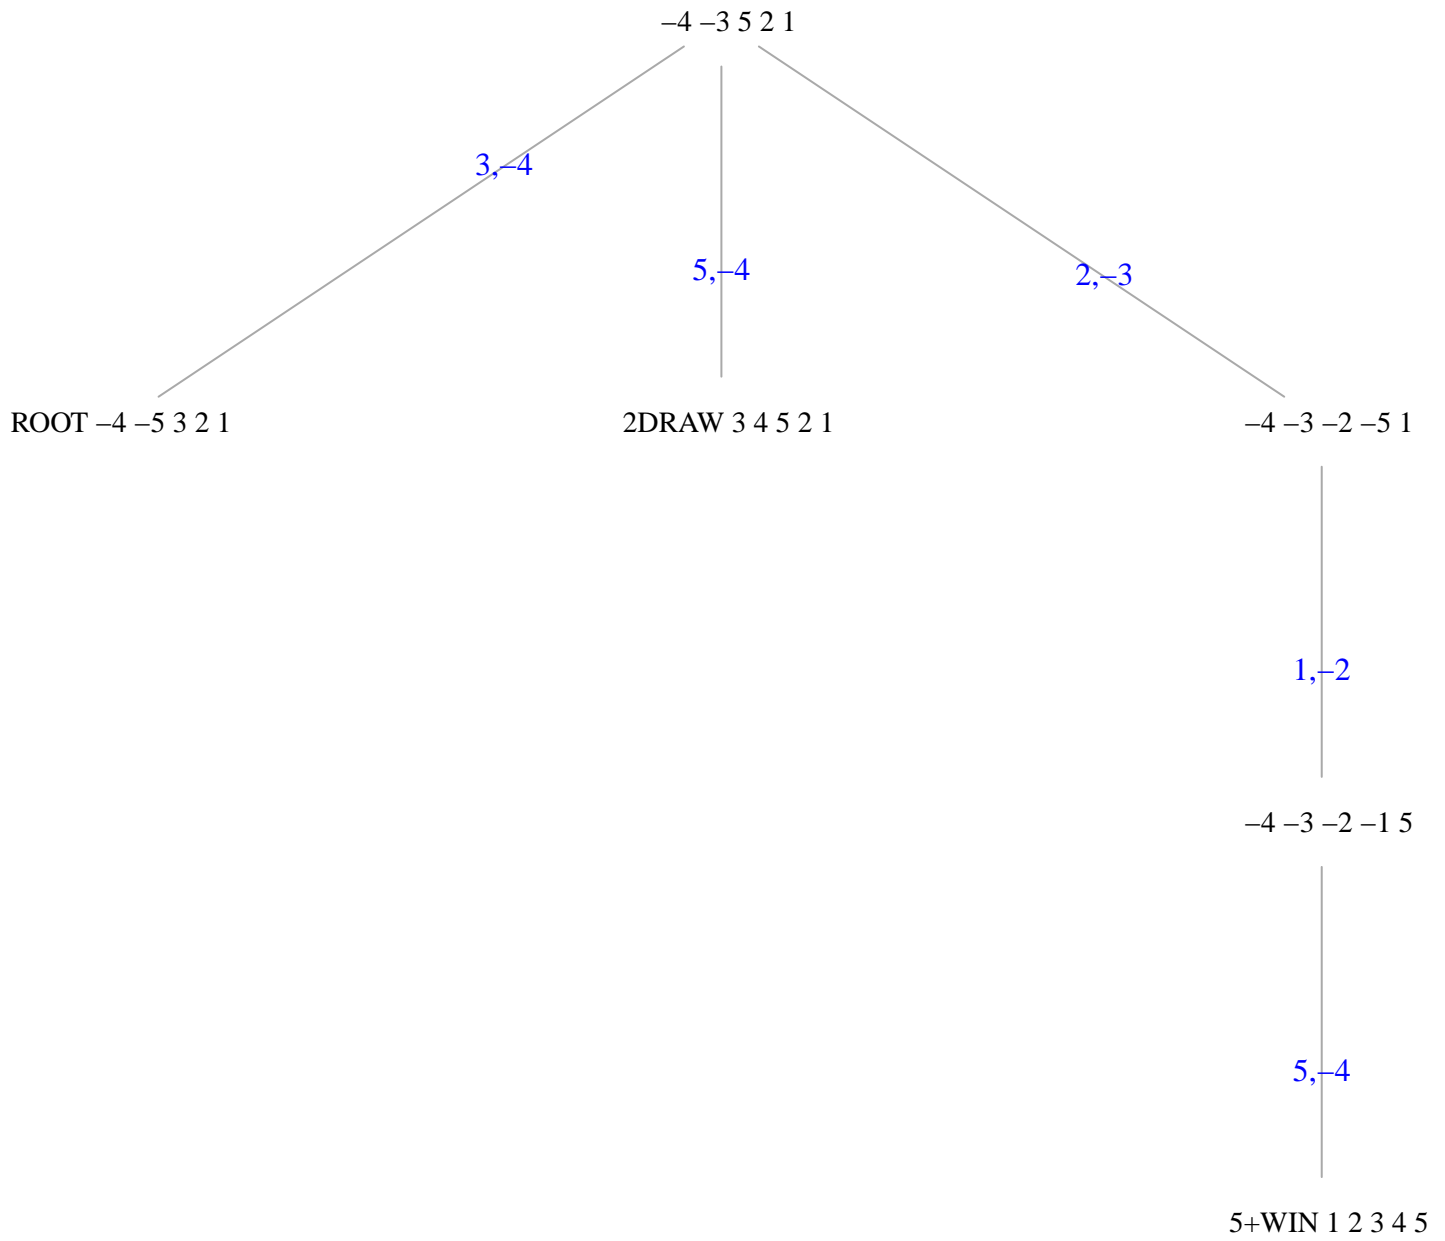 –4 –3 5 2 1
3,–4
5,–4
2,–3
ROOT –4 –5 3 2 1
2DRAW 3 4 5 2 1
–4 –3 –2 –5 1
1,–2
–4 –3 –2 –1 5
5,–4
5+WIN 1 2 3 4 5